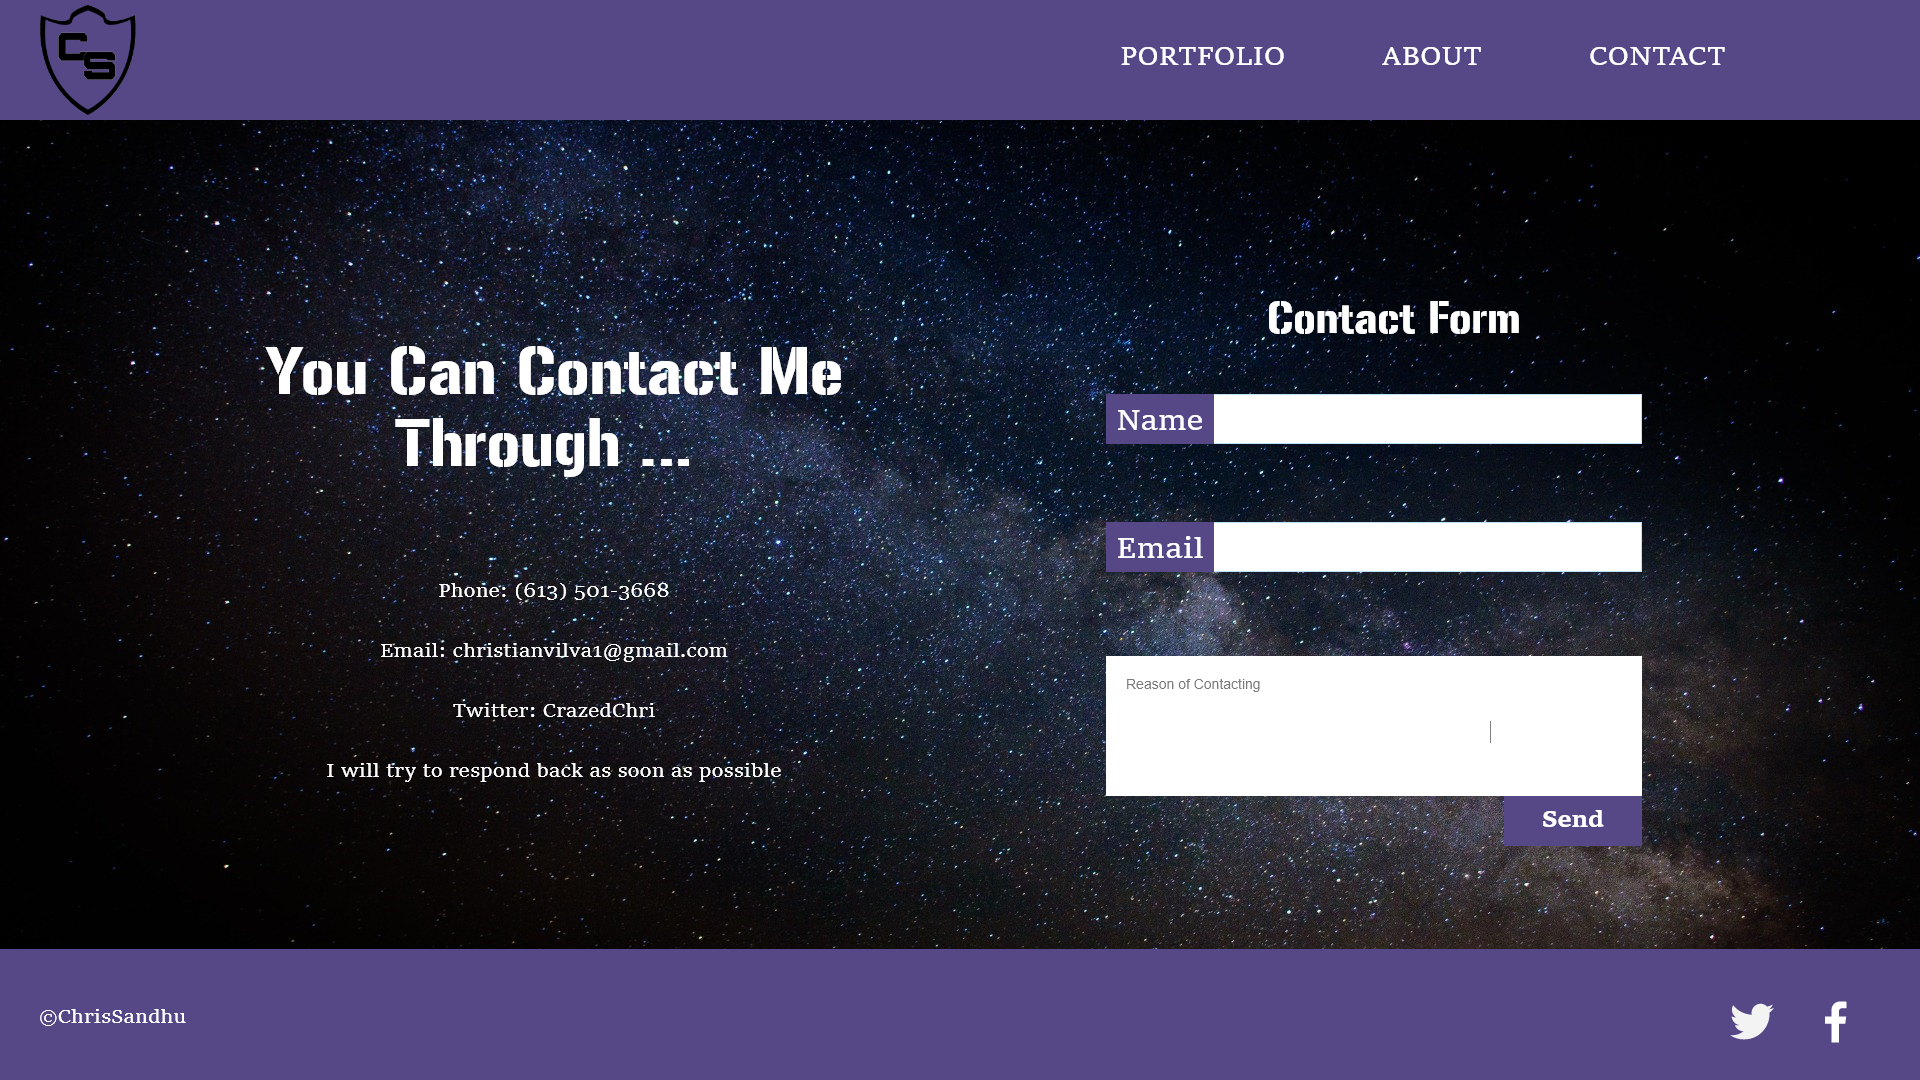 CS
PORTFOLIO
ABOUT
CONTACT
You Can Contact Me
Through ...
Phone: (613) 501-3668
Email: christianvilva1@gmail.com
Twitter: CrazedChri
I will try to respond back as soon as possible
Contact Form
Name
Email
Reason of Contacting
Send
©ChrisSandhu